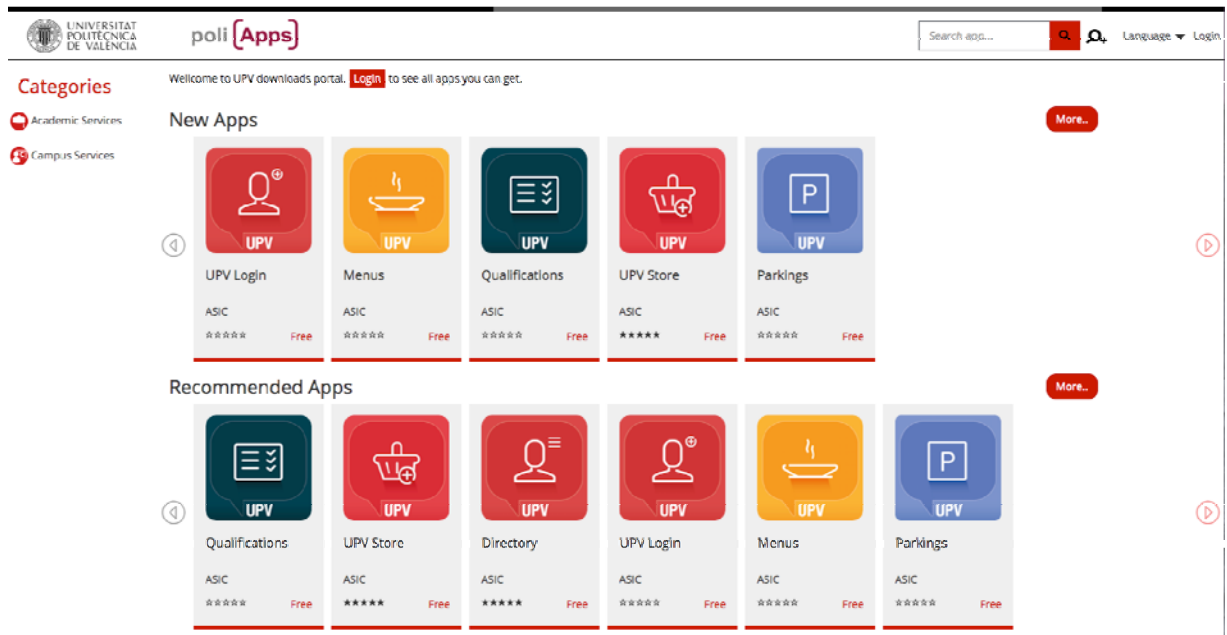 UNIVERSITAT
POLITÈCNICA
DE VALÈNCIA
poli [Apps]
Search app...
Language
Login
Categories
Academic Services
Campus Services
Wellcome to UPV downloads portal. Login to see all apps you can get.
New Apps
More..
UPV
UPV
UPV
UPV
P
UPV
UPV Login
Menus
Qualifications
UPV Store
Parkings
ASIC
ASIC
ASIC
ASIC
ASIC
Free
Free
Free
Free
Free
Recommended Apps
More..
UPV
UPV
UPV
UPV
UPV
P
UPV
Qualifications
UPV Store
Directory
UPV Login
Menus
Parkings
ASIC
ASIC
ASIC
ASIC
ASIC
ASIC
Free
Free
Free
Free
Free
Free